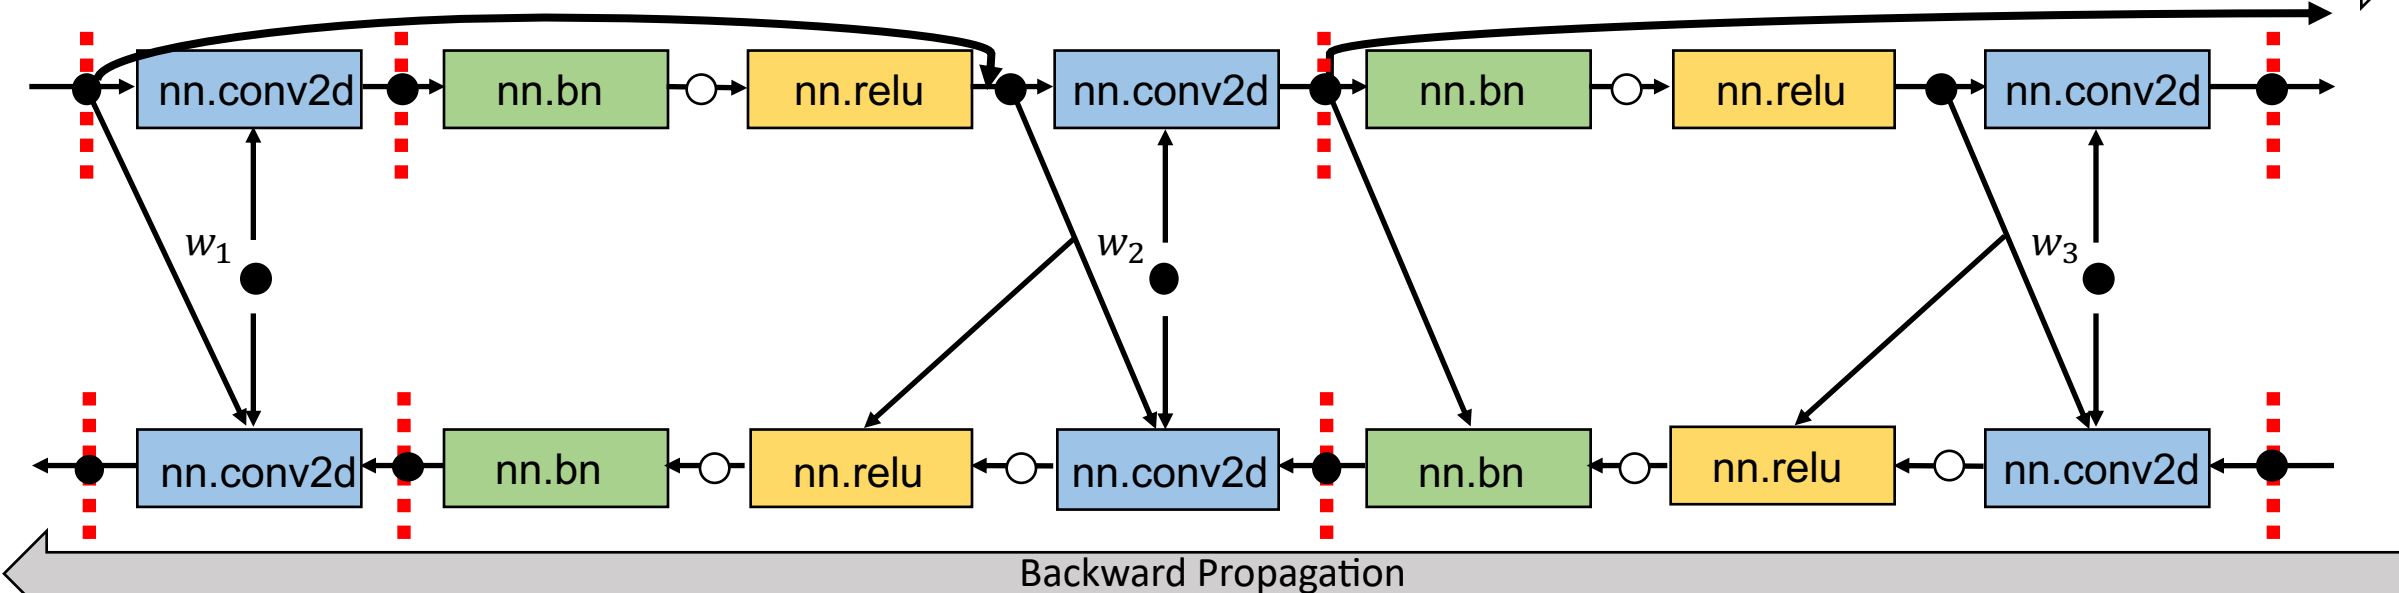 nn.conv2d nn.bn nn.relu nn.conv2d nn.bn nn.relu nn.conv2d
w₁ w₂ w₃
nn.conv2d nn.bn nn.relu nn.conv2d nn.bn nn.relu nn.conv2d
Backward Propagation